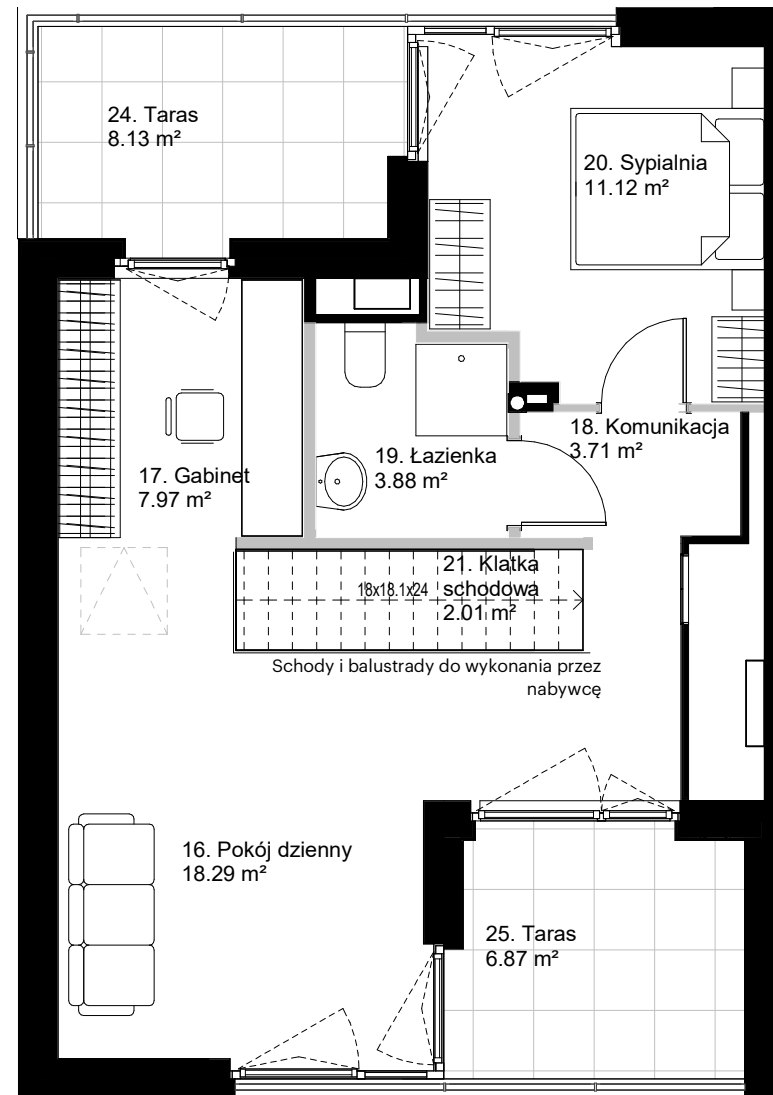 24. Taras
8.13 m²
20. Sypialnia
11.12 m²
18. Komunikacja
3.71 m²
19. Łazienka
3.88 m²
17. Gabinet
7.97 m²
21. Klatka
schodowa
2.01 m²
18x18.1x24
Schody i balustrady do wykonania przez
nabywcę
16. Pokój dzienny
18.29 m²
25. Taras
6.87 m²